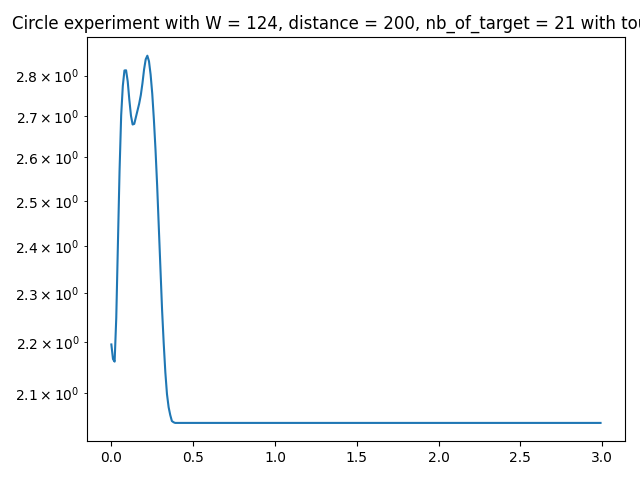 Circle experiment with W = 124, distance = 200, nb_of_target = 21 with
2.8 × 10⁰
2.7 × 10⁰
2.6 × 10⁰
2.5 × 10⁰
2.4 × 10⁰
2.3 × 10⁰
2.2 × 10⁰
2.1 × 10⁰
0.0 0.5 1.0 1.5 2.0 2.5 3.0